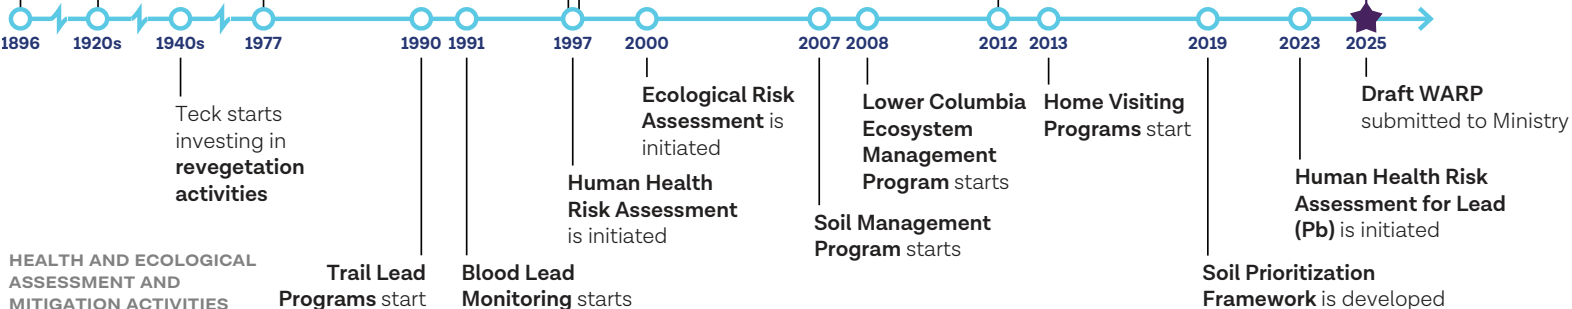 1896 1920s 1940s 1977 1990 1991 1997 2000 2007 2008 2012 2013 2019 2023 2025
Teck starts
investing in
revegetation
activities
Trail Lead
Programs start
Blood Lead
Monitoring starts
Human Health
Risk Assessment
is initiated
Ecological Risk
Assessment is
initiated
Soil Management
Program starts
Lower Columbia
Ecosystem
Management
Program starts
Home Visiting
Programs start
Soil Prioritization
Framework is developed
Human Health Risk
Assessment for Lead
(Pb) is initiated
Draft WARP
submitted to Ministry
HEALTH AND ECOLOGICAL
ASSESSMENT AND
MITIGATION ACTIVITIES